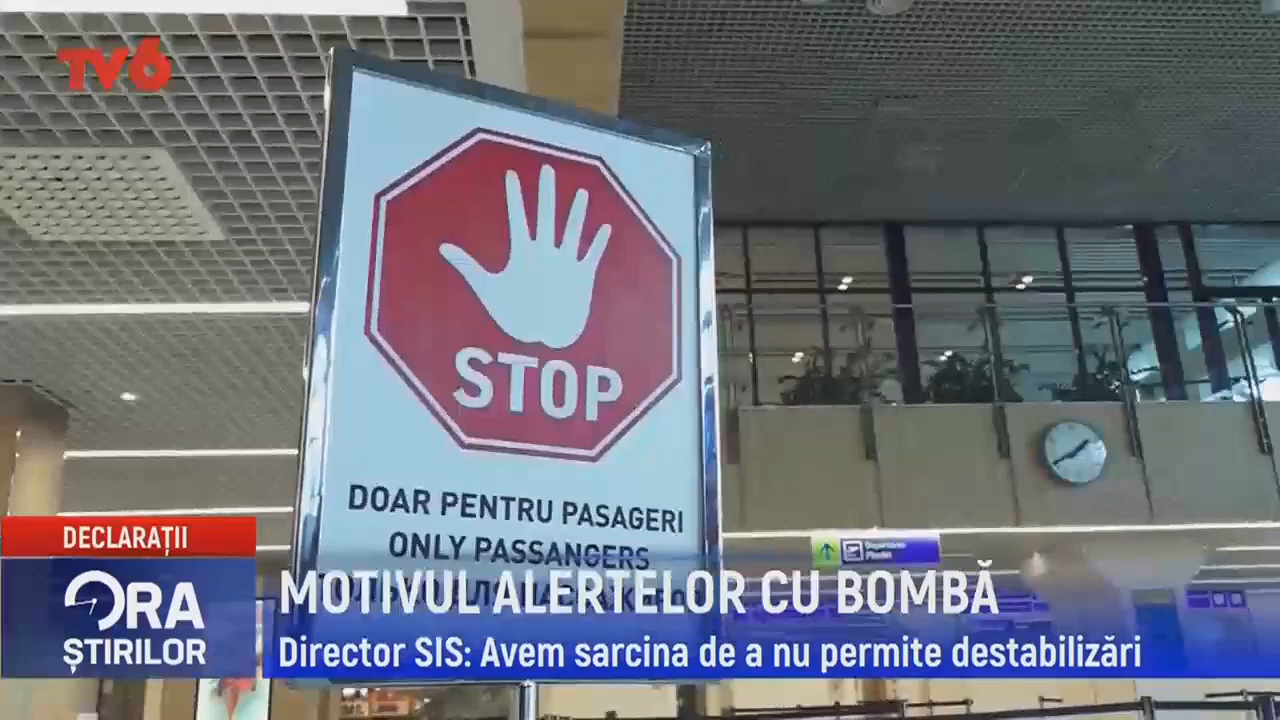 TV6
STOP
DOAR PENTRU PASAGERI
ONLY PASSANGERS
DECLARAȚII
ORA
ȘTIRILOR
MOTIVUL ALERTELOR CU BOMBĂ
Director SIS: Avem sarcina de a nu permite destabilizări